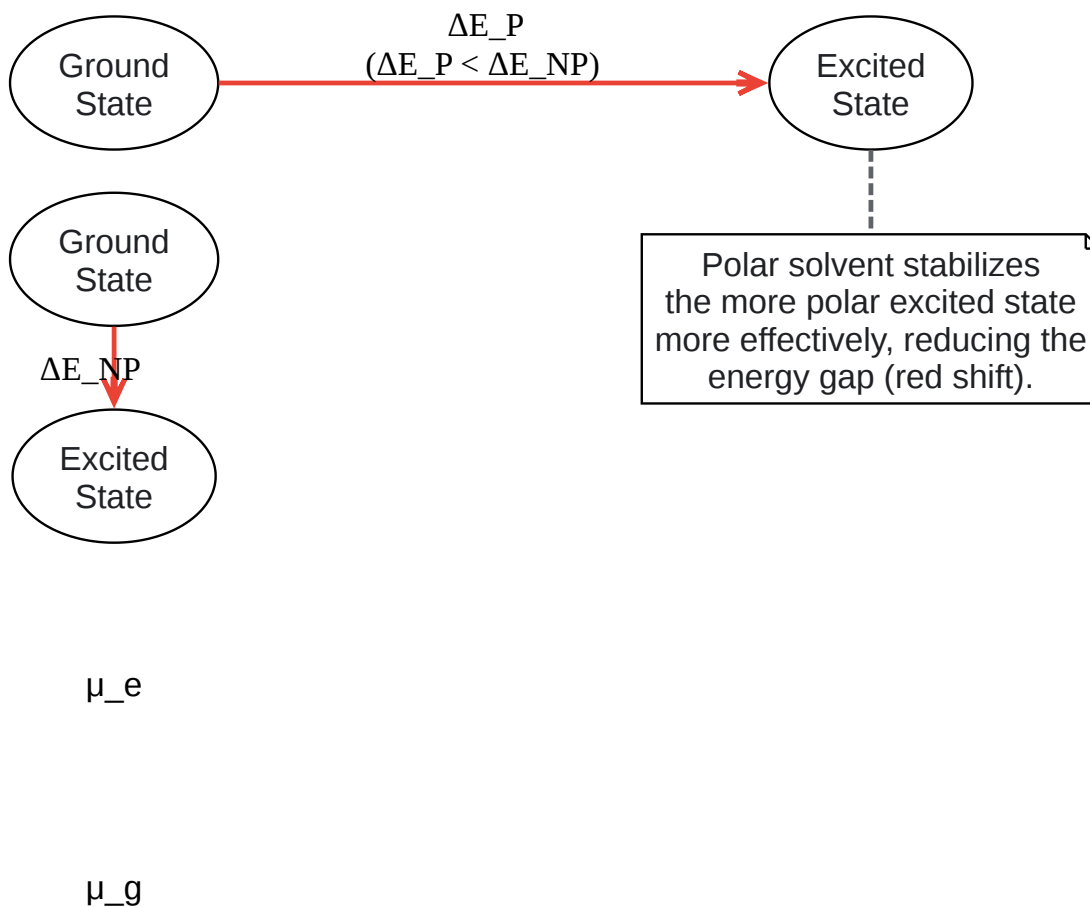 ΔE_P
(ΔE_P < ΔE_NP)
Ground
State
Excited
State
Ground
State
Polar solvent stabilizes
the more polar excited state
more effectively, reducing the
energy gap (red shift).
ΔE_NP
Excited
State
μ_e
μ_g